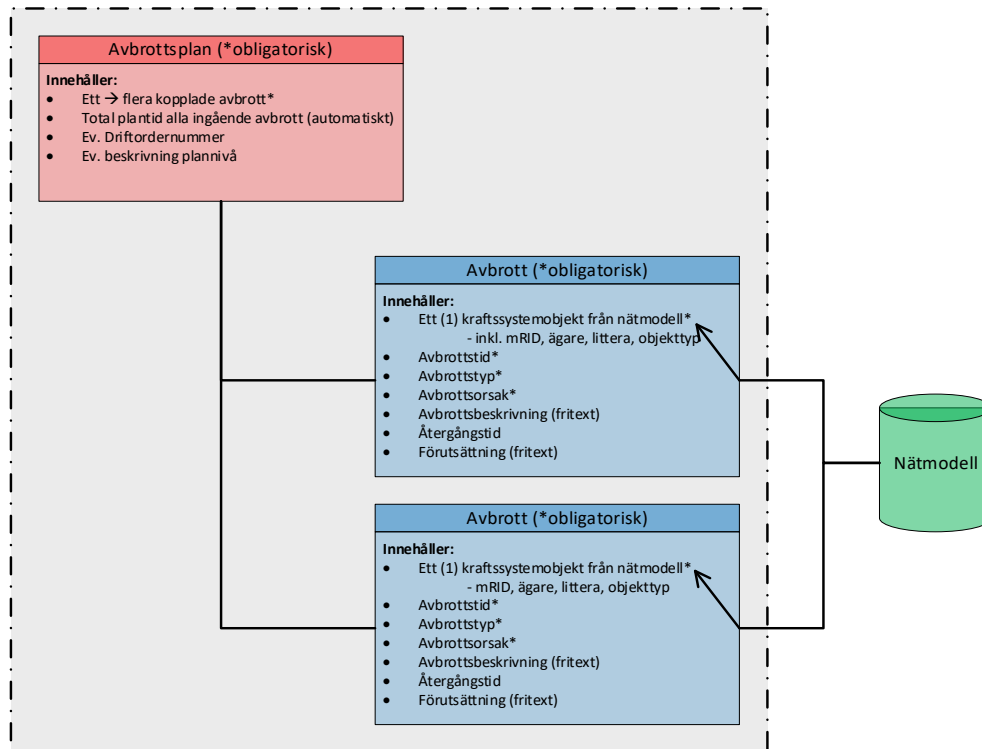 Avbrottsplan (*obligatorisk)
Innehåller:
• Ett → flera kopplade avbrott*
• Total plantid alla ingående avbrott (automatiskt)
• Ev. Driftordernummer
• Ev. beskrivning plannivå
Avbrott (*obligatorisk)
Innehåller:
• Ett (1) kraftssystemobjekt från nätmodell*
- inkl. mRID, ägare, littera, objekttyp
• Avbrottstid*
• Avbrottstyp*
• Avbrottsorsak*
• Avbrottsbeskrivning (fritext)
• Återgångstid
• Förutsättning (fritext)
Nätmodell
Avbrott (*obligatorisk)
Innehåller:
• Ett (1) kraftssystemobjekt från nätmodell*
- mRID, ägare, littera, objekttyp
• Avbrottstid*
• Avbrottstyp*
• Avbrottsorsak*
• Avbrottsbeskrivning (fritext)
• Återgångstid
• Förutsättning (fritext)